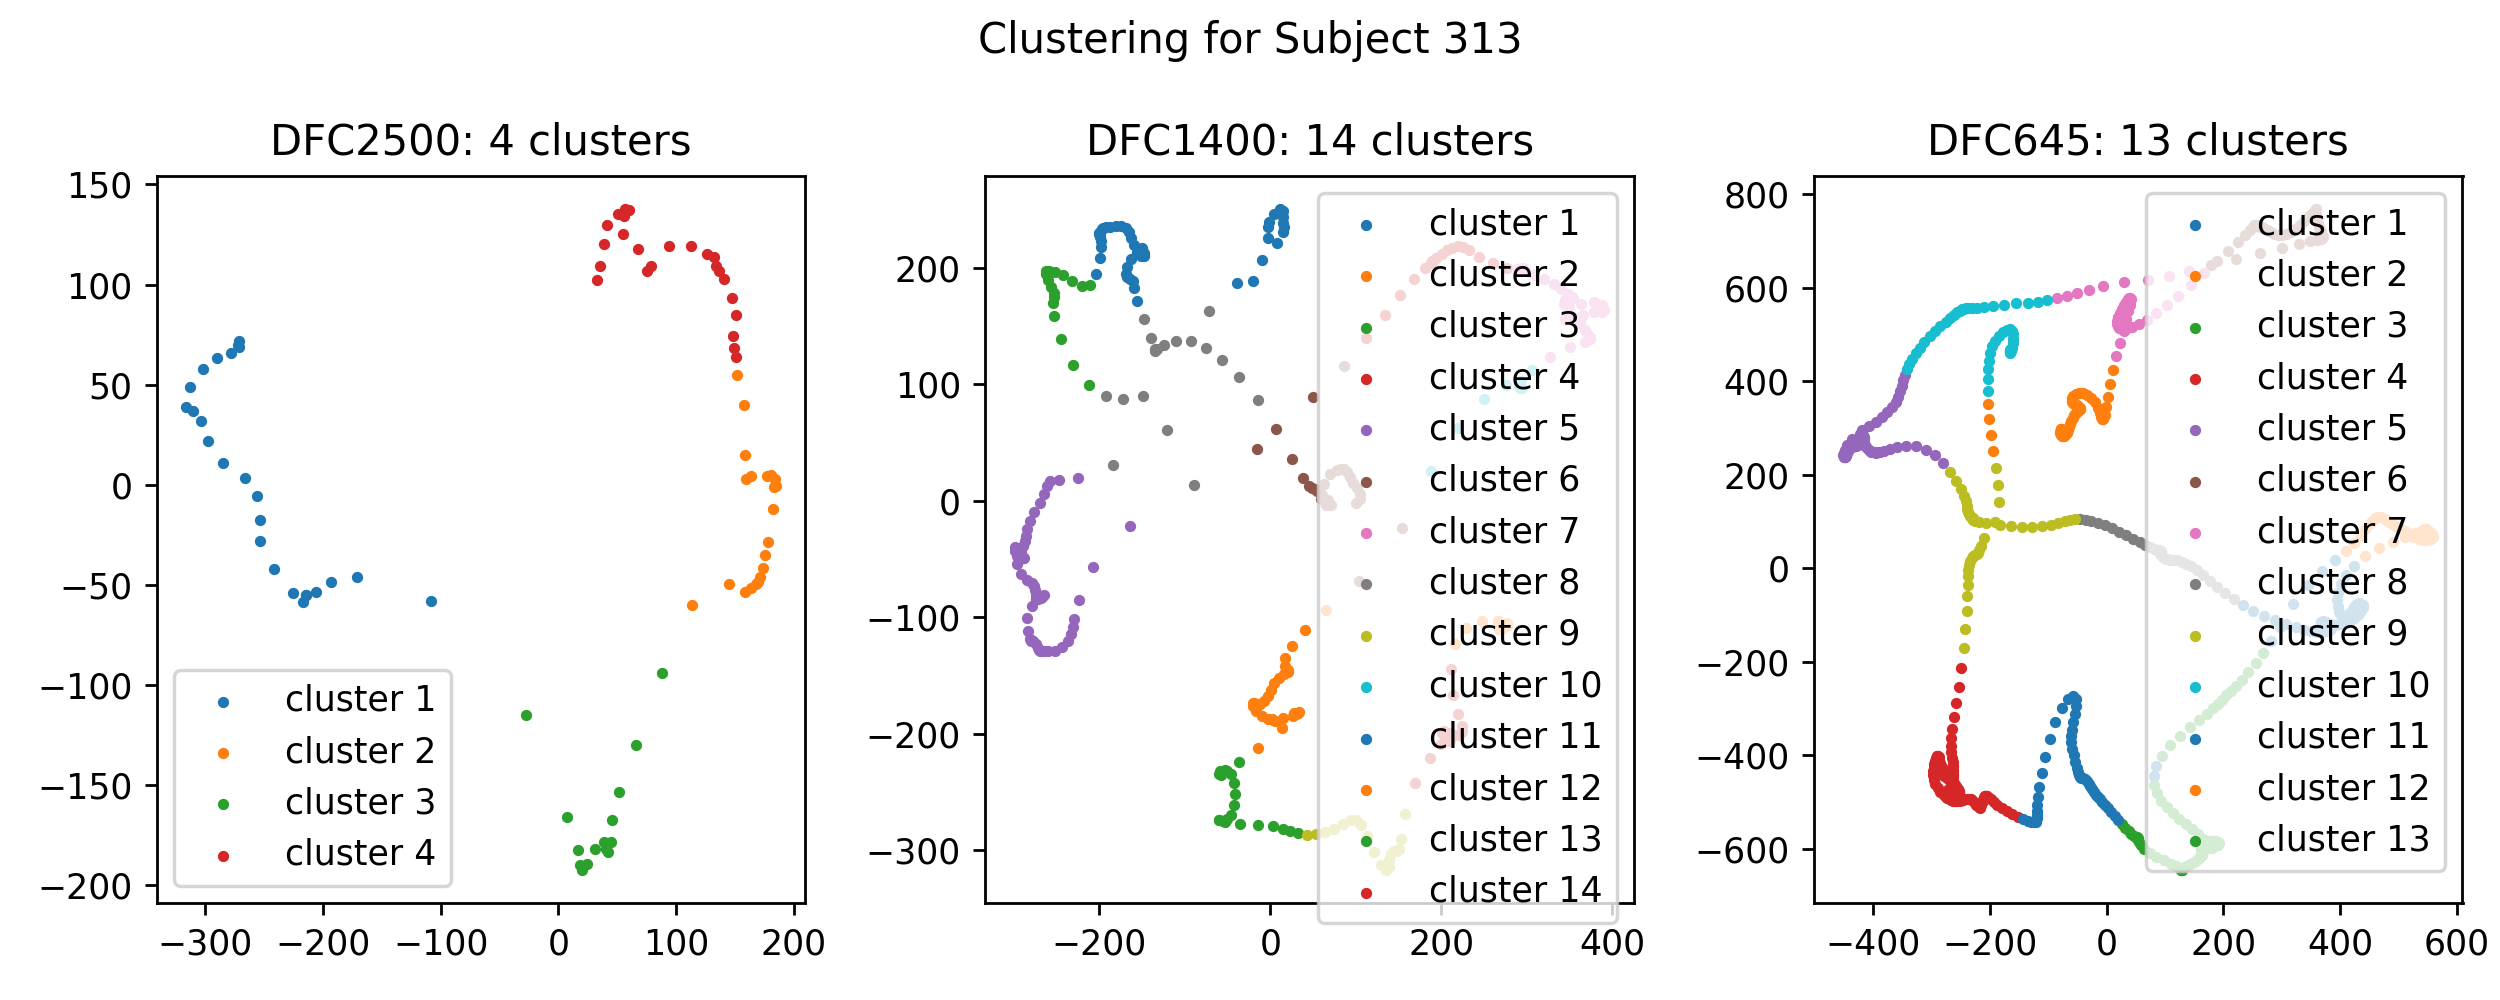 Clustering for Subject 313
DFC2500: 4 clusters
150
100
50
0
−50
−100
−150
−200
−300
−200
−100
0
100
200
cluster 1
cluster 2
cluster 3
cluster 4
DFC1400: 14 clusters
200
100
0
−100
−200
−300
−200
0
200
400
cluster 1
cluster 2
cluster 3
cluster 4
cluster 5
cluster 6
cluster 7
cluster 8
cluster 9
cluster 10
cluster 11
cluster 12
cluster 13
cluster 14
DFC645: 13 clusters
800
600
400
200
0
−200
−400
−600
−400
−200
0
200
400
600
cluster 1
cluster 2
cluster 3
cluster 4
cluster 5
cluster 6
cluster 7
cluster 8
cluster 9
cluster 10
cluster 11
cluster 12
cluster 13